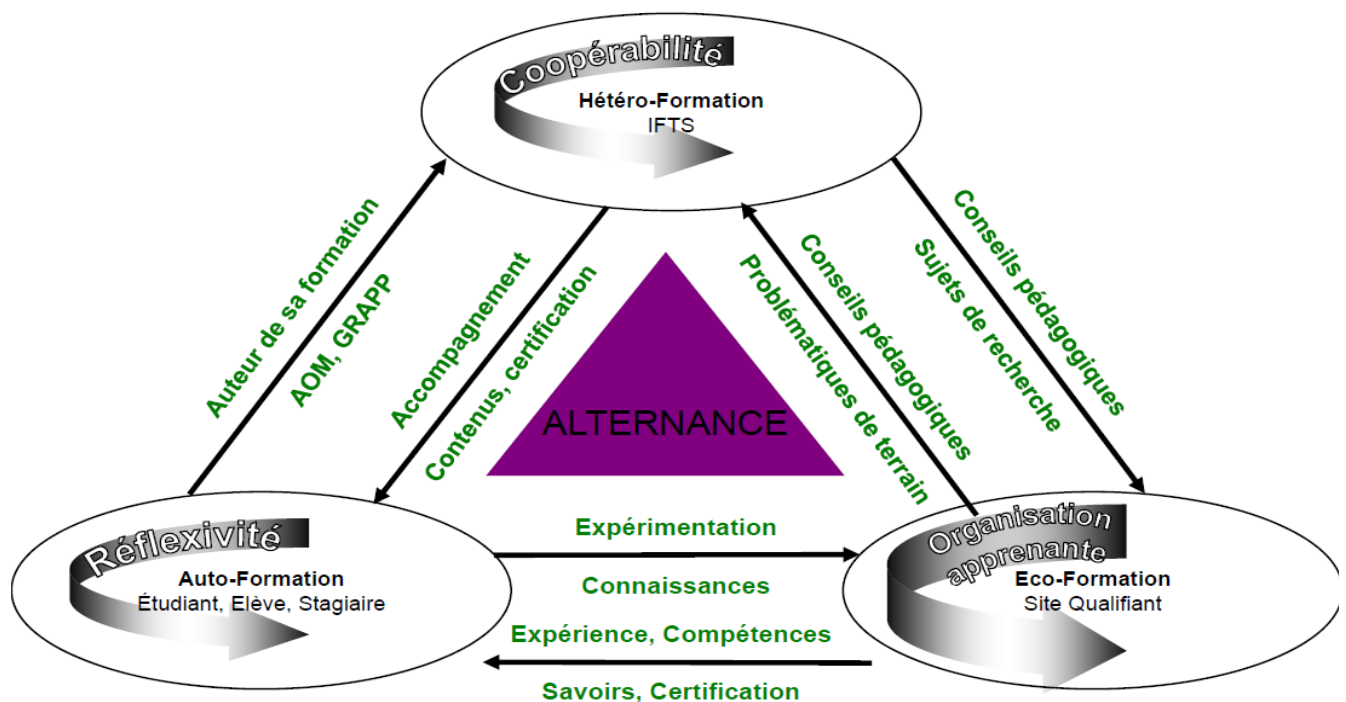 Coopérabilité
Hétéro-Formation
IFTS
Auteur de sa formation
AOM, GRAPP
Accompagnement
Contenus, certification
Conseils pédagogiques
Problématiques de terrain
Conseils pédagogiques
Sujets de recherche
ALTERNANCE
Réflexivité
Auto-Formation
Étudiant, Elève, Stagiaire
Expérimentation
Connaissances
Expérience, Compétences
Savoirs, Certification
Organisation
apprenante
Eco-Formation
Site Qualifiant